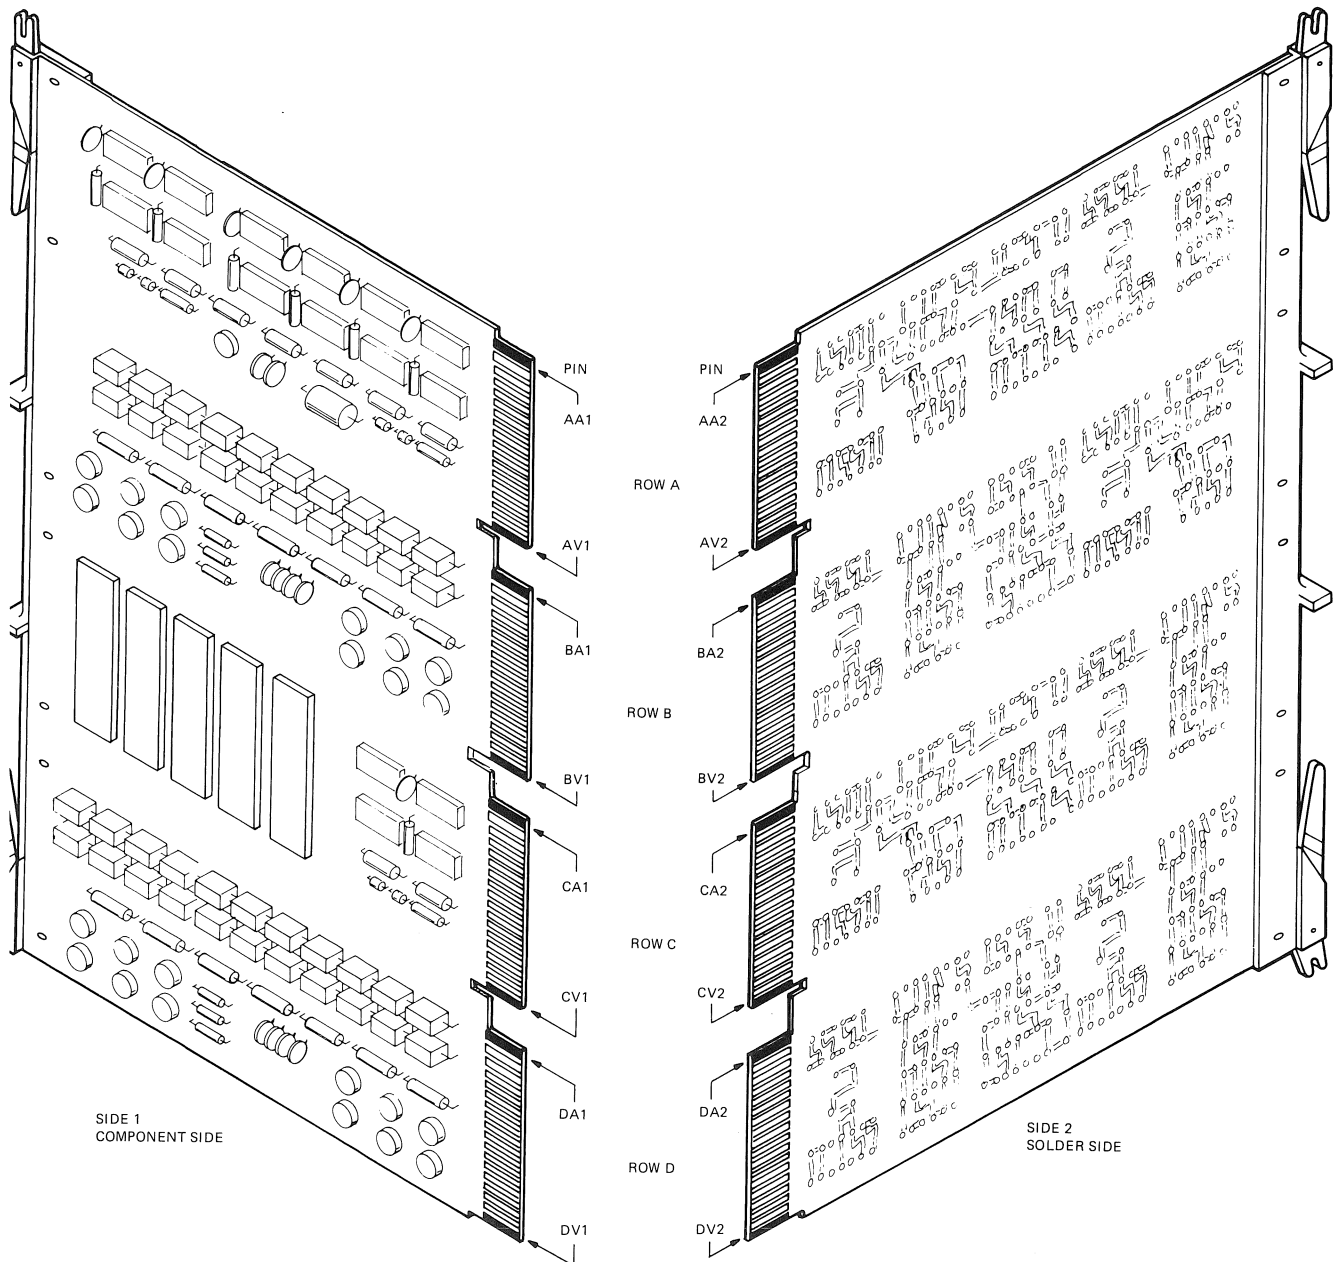 PIN
AA1
PIN
AA2
ROW A
AV1
AV2
BA1
BA2
ROW B
BV1
BV2
CA1
CA2
ROW C
CV1
CV2
DA1
DA2
SIDE 1
COMPONENT SIDE
SIDE 2
SOLDER SIDE
ROW D
DV1
DV2